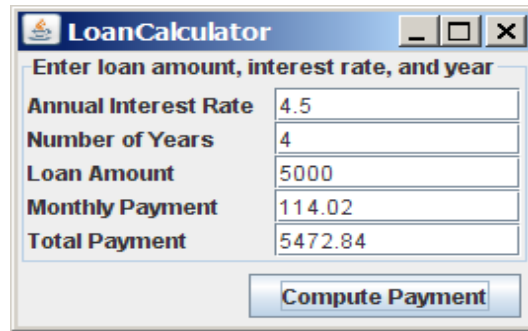 LoanCalculator
Enter loan amount, interest rate, and year
Annual Interest Rate 4.5
Number of Years 4
Loan Amount 5000
Monthly Payment 114.02
Total Payment 5472.84
Compute Payment